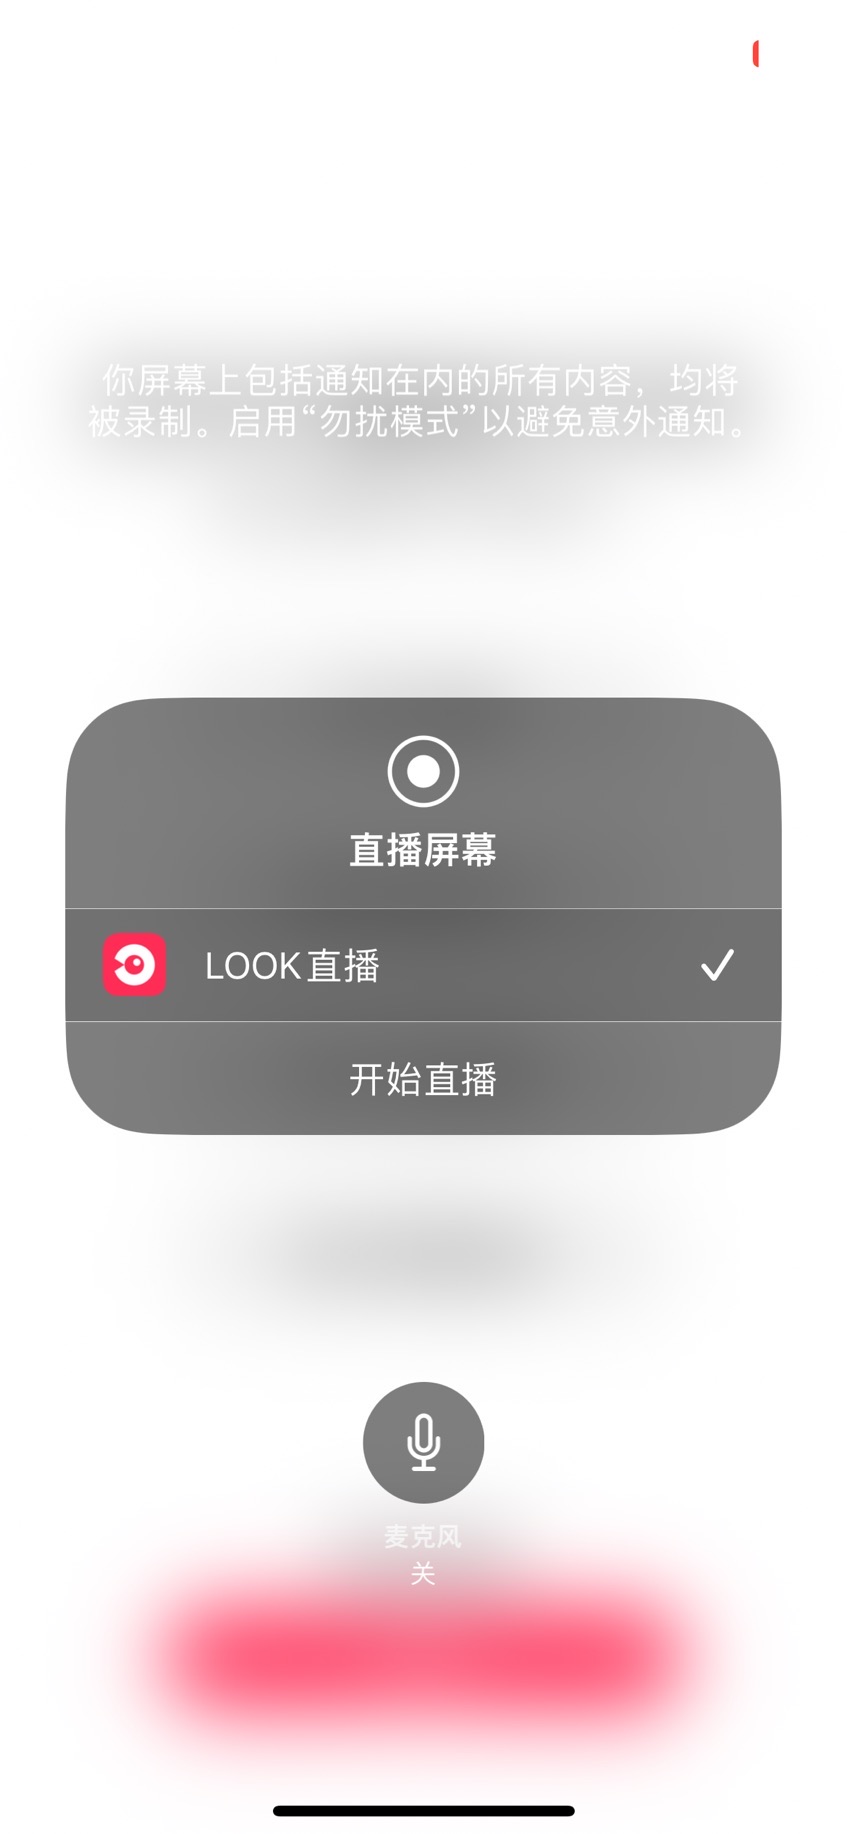 你屏幕上包括通知在内的所有内容，均将
被录制。启用“勿扰模式”以避免意外通知。
直播屏幕
LOOK直播
开始直播
麦克风
关